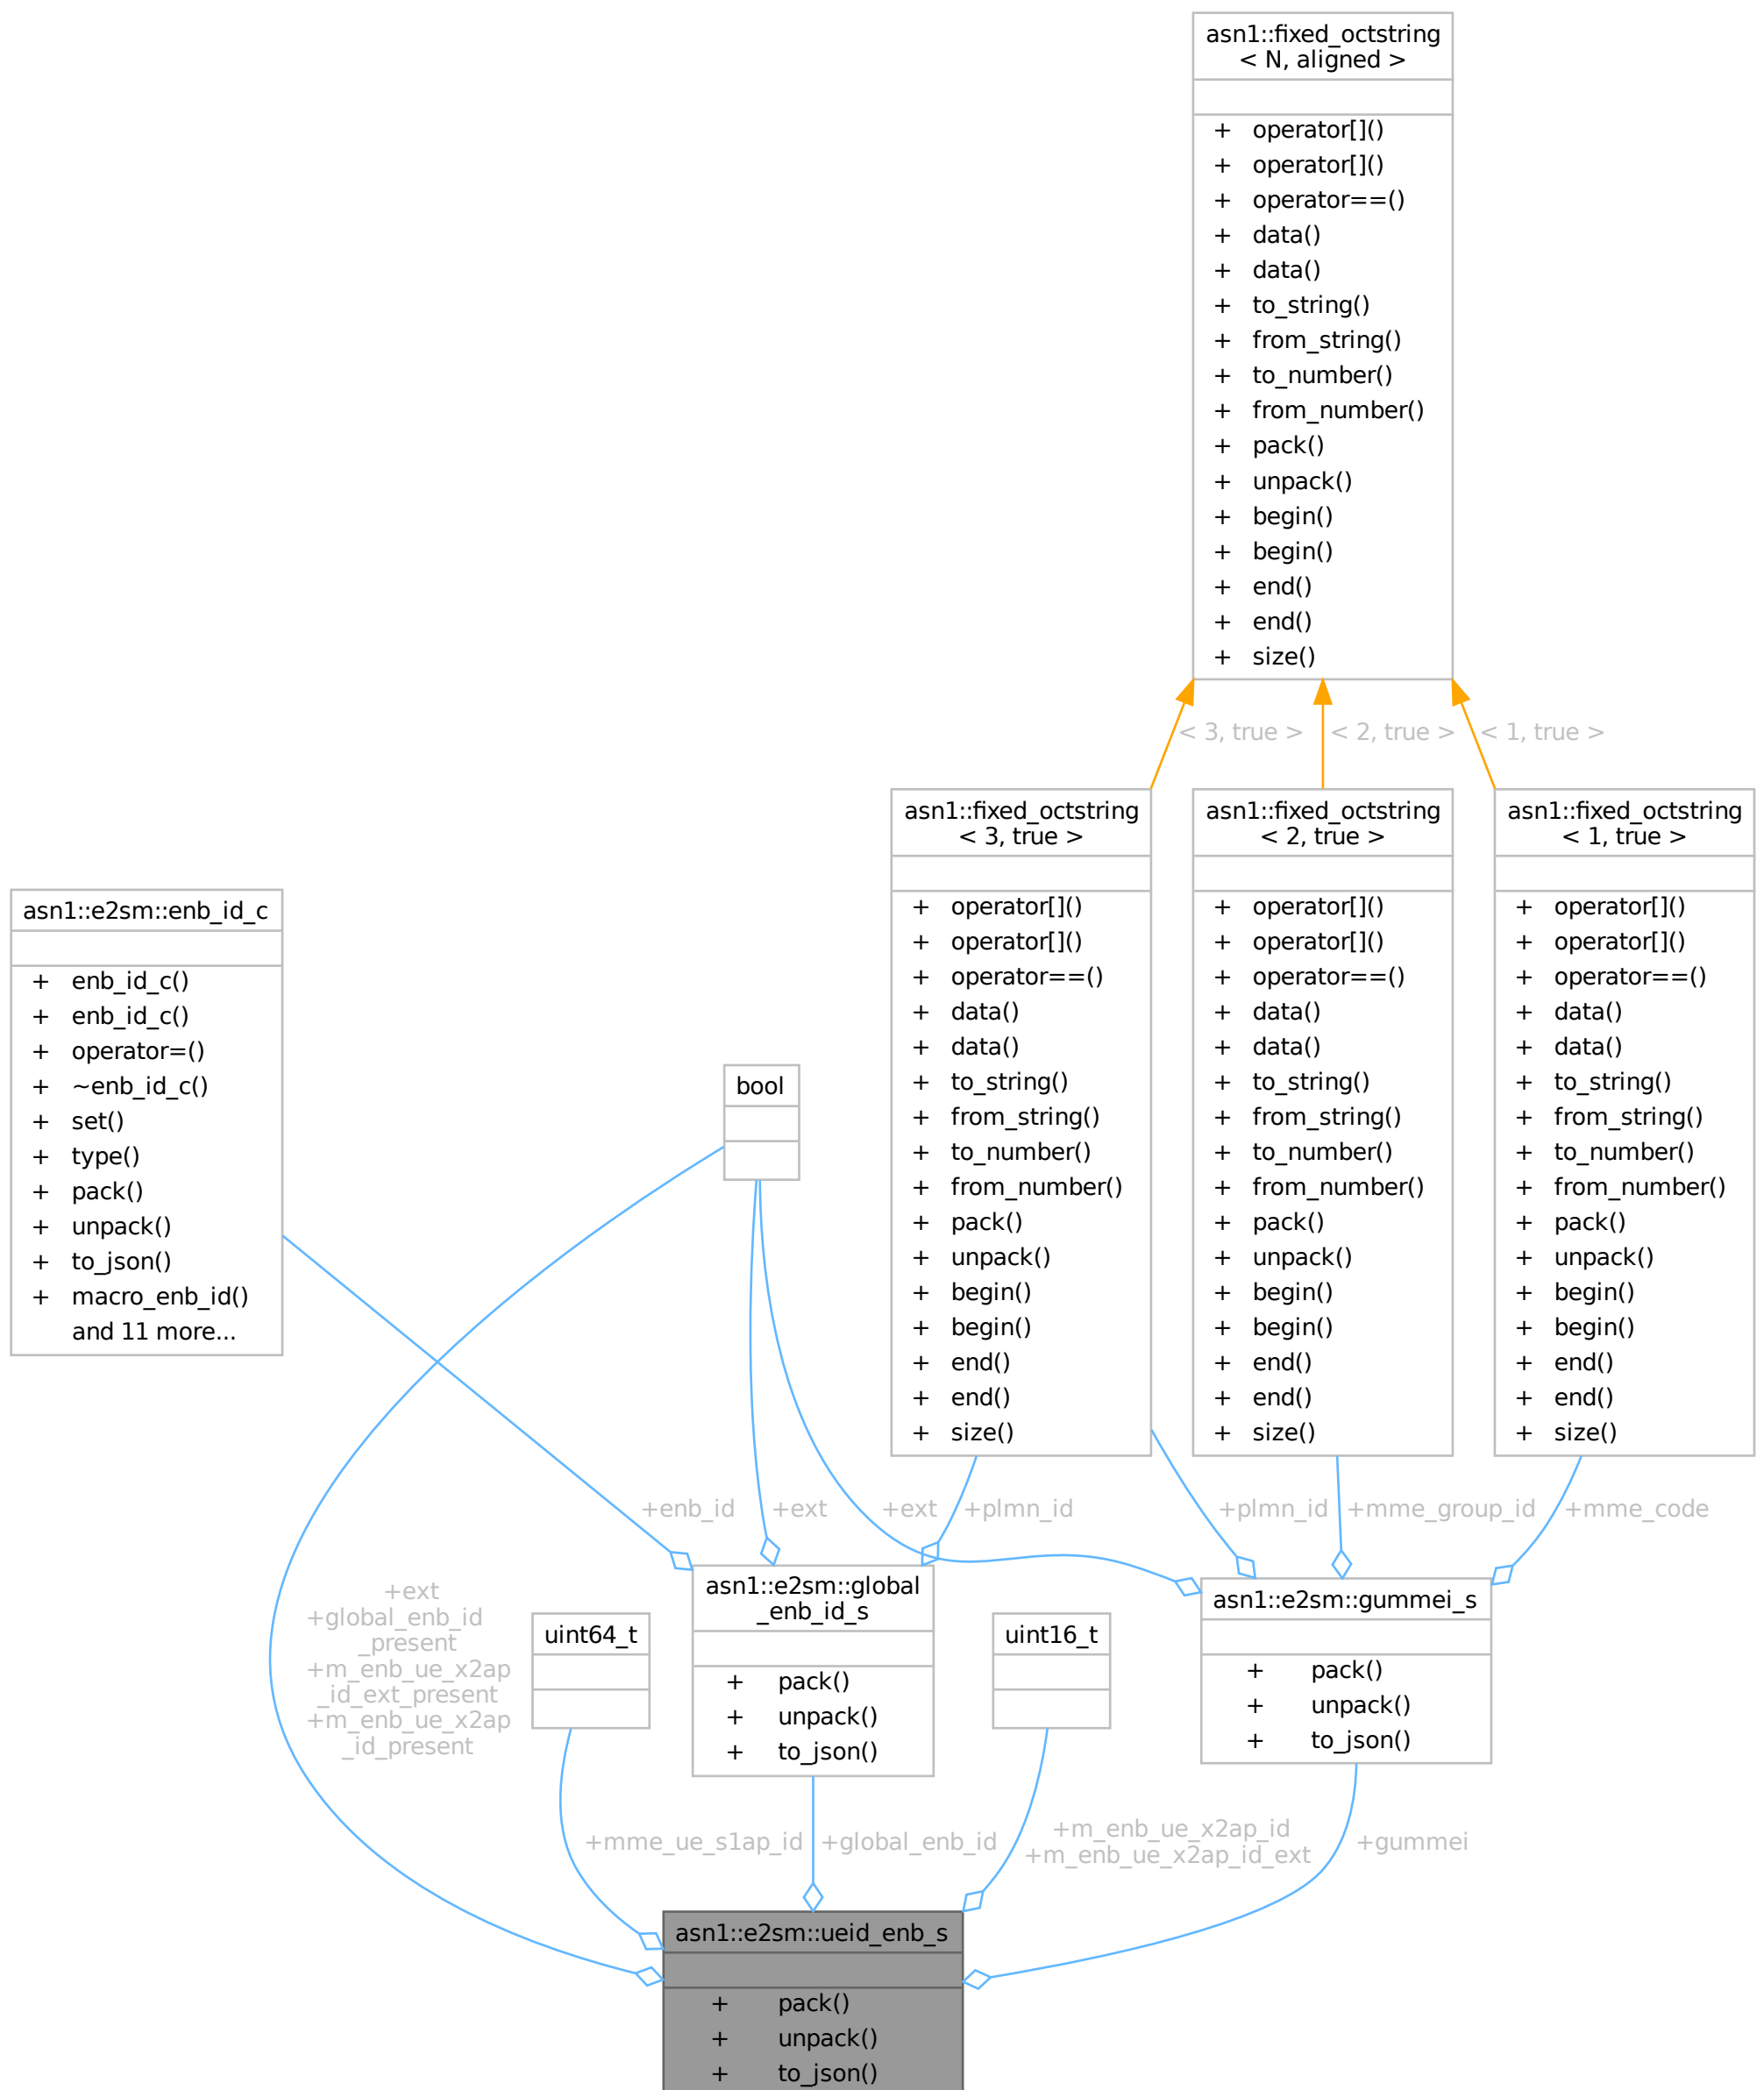 asn1::fixed_octstring
< N, aligned >
+ operator[]()
+ operator[]()
+ operator==()
+ data()
+ data()
+ to_string()
+ from_string()
+ to_number()
+ from_number()
+ pack()
+ unpack()
+ begin()
+ begin()
+ end()
+ end()
+ size()
< 3, true >
< 2, true >
< 1, true >
asn1::fixed_octstring
< 3, true >
+ operator[]()
+ operator[]()
+ operator==()
+ data()
+ data()
+ to_string()
+ from_string()
+ to_number()
+ from_number()
+ pack()
+ unpack()
+ begin()
+ begin()
+ end()
+ end()
+ size()
asn1::fixed_octstring
< 2, true >
+ operator[]()
+ operator[]()
+ operator==()
+ data()
+ data()
+ to_string()
+ from_string()
+ to_number()
+ from_number()
+ pack()
+ unpack()
+ begin()
+ begin()
+ end()
+ end()
+ size()
asn1::fixed_octstring
< 1, true >
+ operator[]()
+ operator[]()
+ operator==()
+ data()
+ data()
+ to_string()
+ from_string()
+ to_number()
+ from_number()
+ pack()
+ unpack()
+ begin()
+ begin()
+ end()
+ end()
+ size()
asn1::e2sm::enb_id_c
+ enb_id_c()
+ enb_id_c()
+ operator=()
+ ~enb_id_c()
+ set()
+ type()
+ pack()
+ unpack()
+ to_json()
+ macro_enb_id()
and 11 more...
bool
+enb_id
+ext
+ext
+plmn_id
+plmn_id
+mme_group_id
+mme_code
+ext
+global_enb_id
_present
+m_enb_ue_x2ap
_id_ext_present
+m_enb_ue_x2ap
_id_present
uint64_t
asn1::e2sm::global
_enb_id_s
+ pack()
+ unpack()
+ to_json()
uint16_t
asn1::e2sm::gummei_s
+ pack()
+ unpack()
+ to_json()
+mme_ue_s1ap_id
+global_enb_id
+m_enb_ue_x2ap_id
+m_enb_ue_x2ap_id_ext
+gummei
asn1::e2sm::ueid_enb_s
+ pack()
+ unpack()
+ to_json()